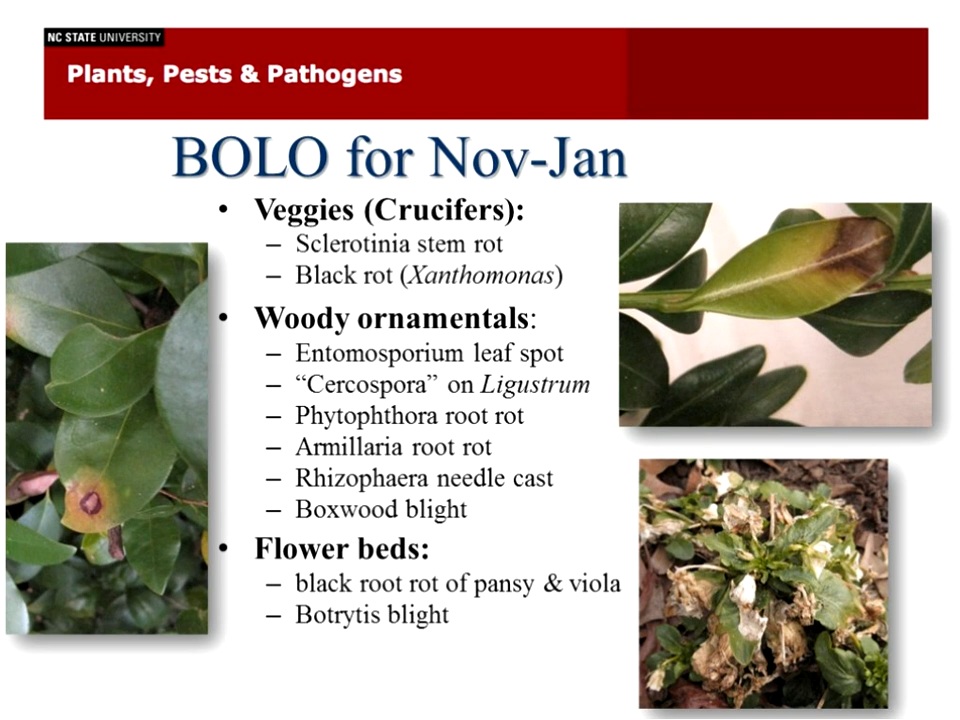 NC STATE UNIVERSITY
Plants, Pests & Pathogens
BOLO for Nov-Jan
• Veggies (Crucifers):
– Sclerotinia stem rot
– Black rot (Xanthomonas)
• Woody ornamentals:
– Entomosporium leaf spot
– “Cercospora” on Ligustrum
– Phytophthora root rot
– Armillaria root rot
– Rhizophaera needle cast
– Boxwood blight
• Flower beds:
– black root rot of pansy & viola
– Botrytis blight